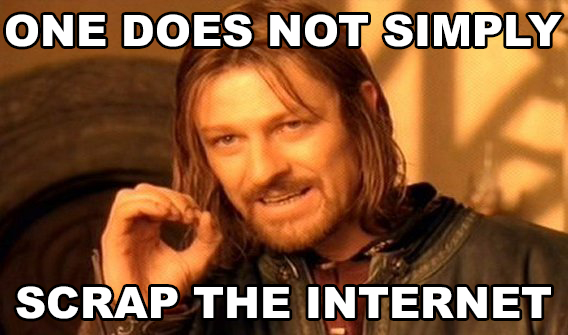 ONE DOES NOT SIMPLY
SCRAP THE INTERNET